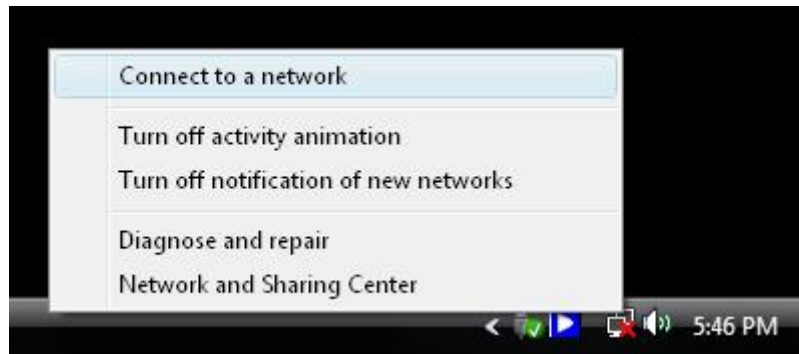 Connect to a network
Turn off activity animation
Turn off notification of new networks
Diagnose and repair
Network and Sharing Center
5:46 PM